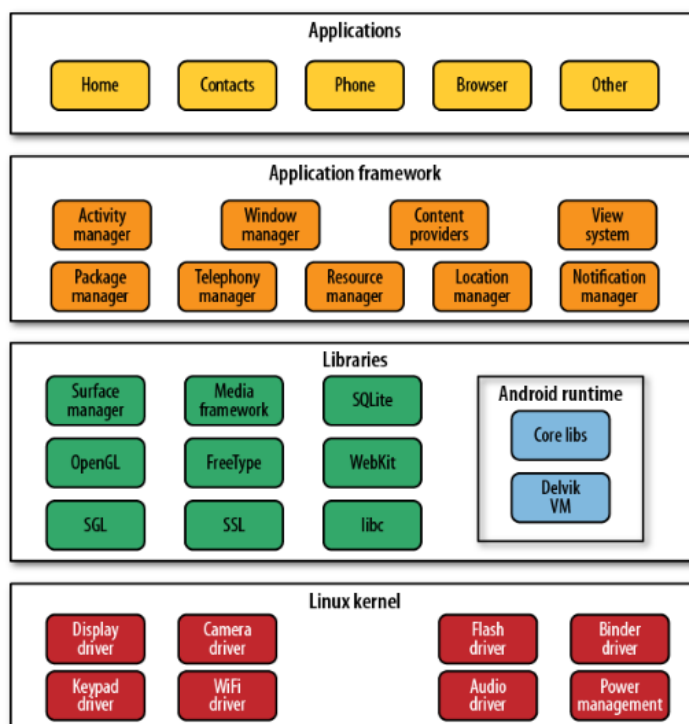 Applications
Home Contacts Phone Browser Other
Application framework
Activity manager
Window manager
Content providers
View system
Package manager
Telephony manager
Resource manager
Location manager
Notification manager
Libraries
Surface manager
Media framework
SQLite
OpenGL
FreeType
WebKit
SGL
SSL
libc
Android runtime
Core libs
Delvik VM
Linux kernel
Display driver
Camera driver
Flash driver
Binder driver
Keypad driver
WiFi driver
Audio driver
Power management